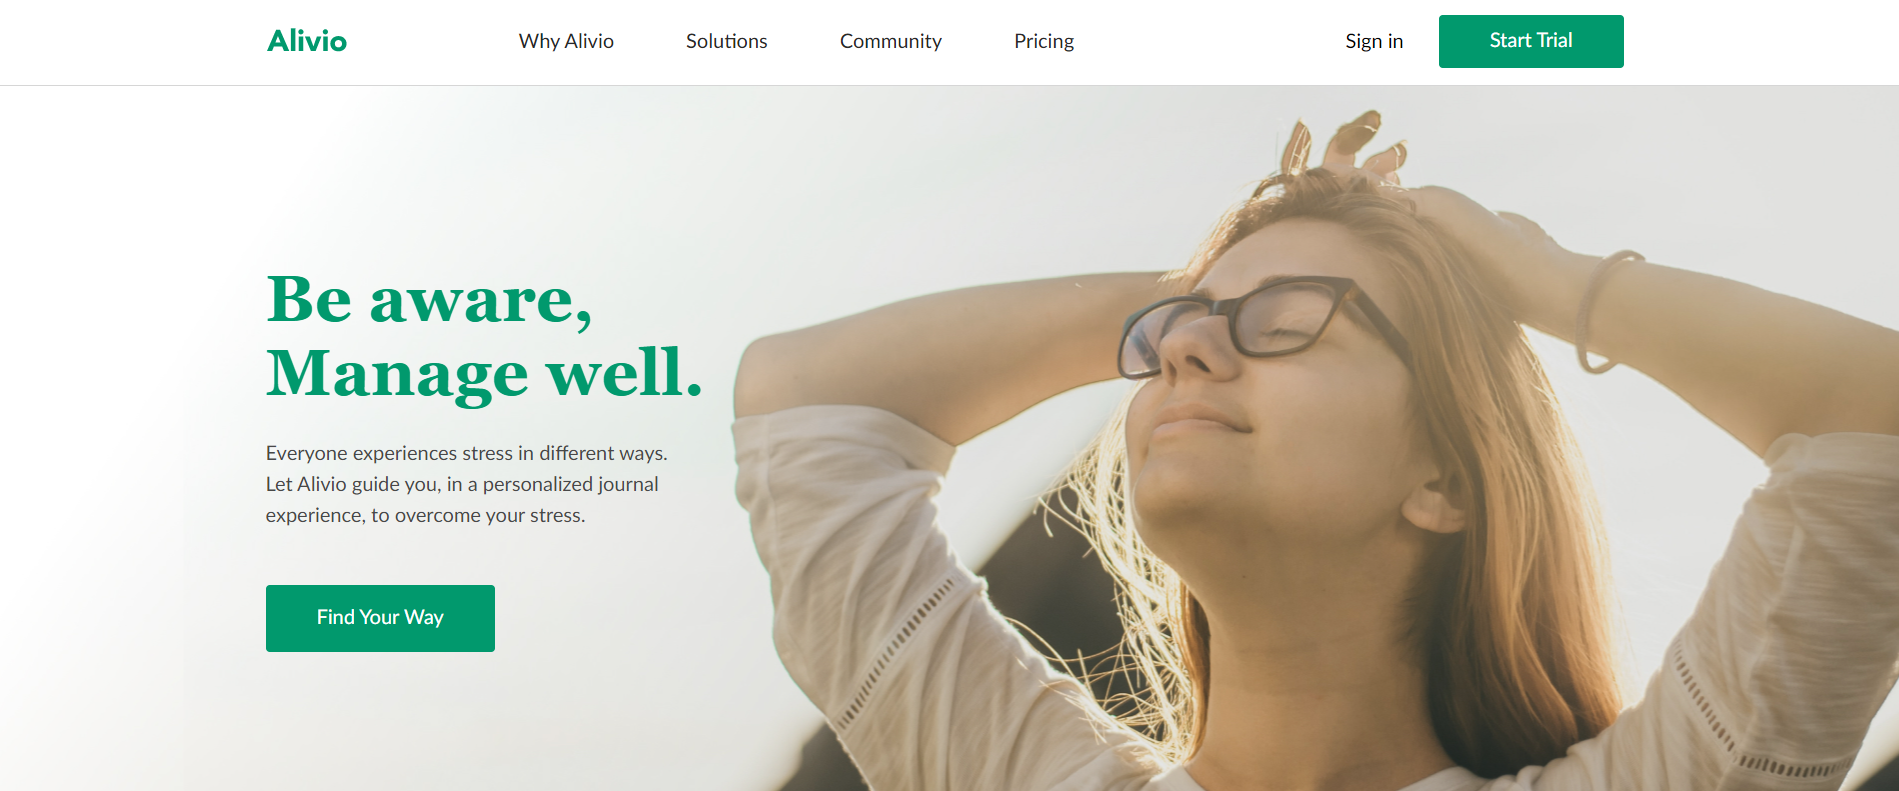 Alivio
Why Alivio
Solutions
Community
Pricing
Sign in
Start Trial
Be aware,
Manage well.
Everyone experiences stress in different ways.
Let Alivio guide you, in a personalized journal
experience, to overcome your stress.
Find Your Way